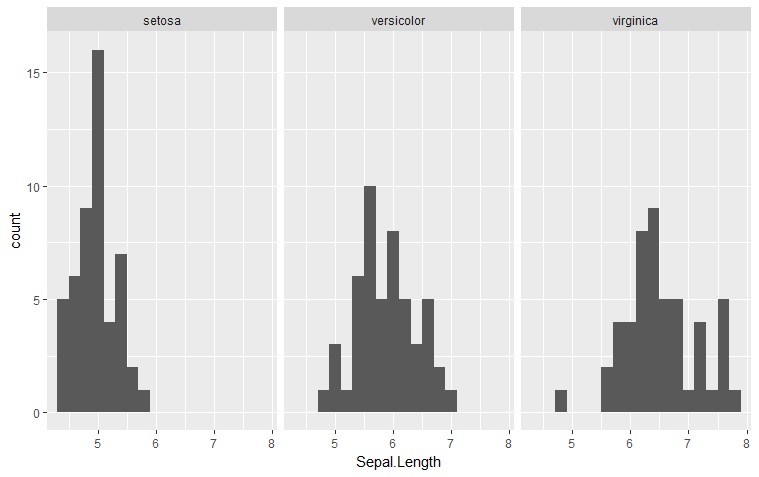 setosa versicolor virginica
15
10
5
0
count
5 6 7 8 5 6 7 8 5 6 7 8
Sepal.Length